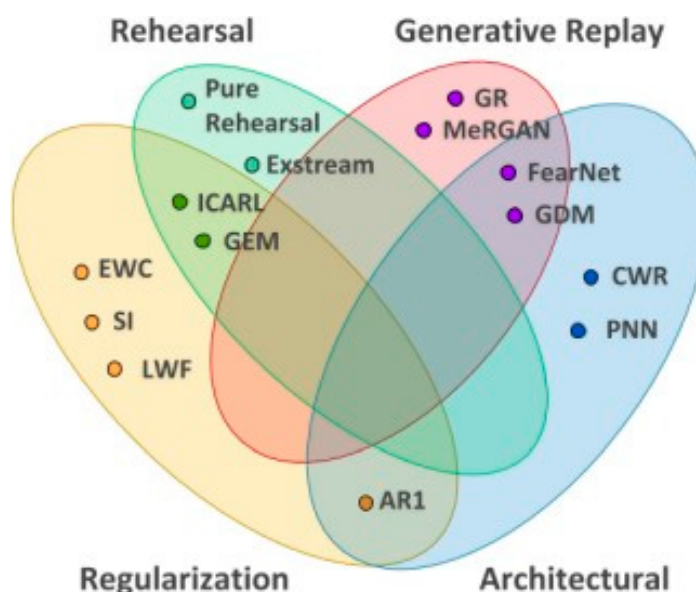 Rehearsal
Generative Replay
Pure
Rehearsal
GR
MeRGAN
Exstream
FearNet
ICARL
GDM
GEM
EWC
CWR
SI
PNN
LWF
AR1
Regularization
Architectural